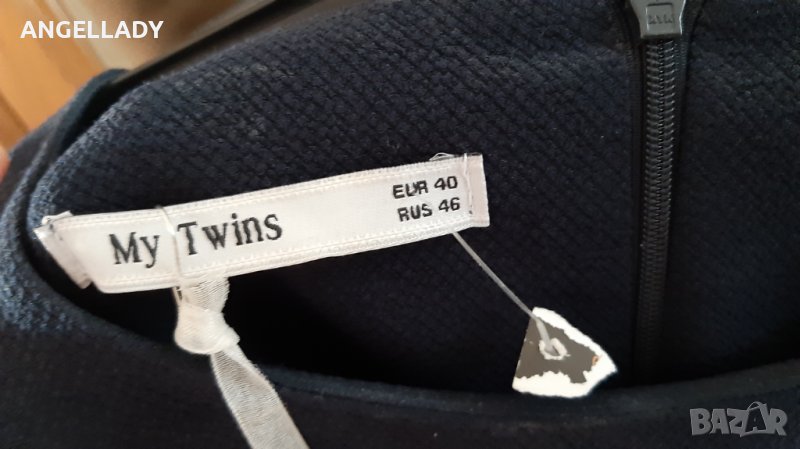 ANGELLADY
My Twins
EUR 40
RUS 46
BAZAR